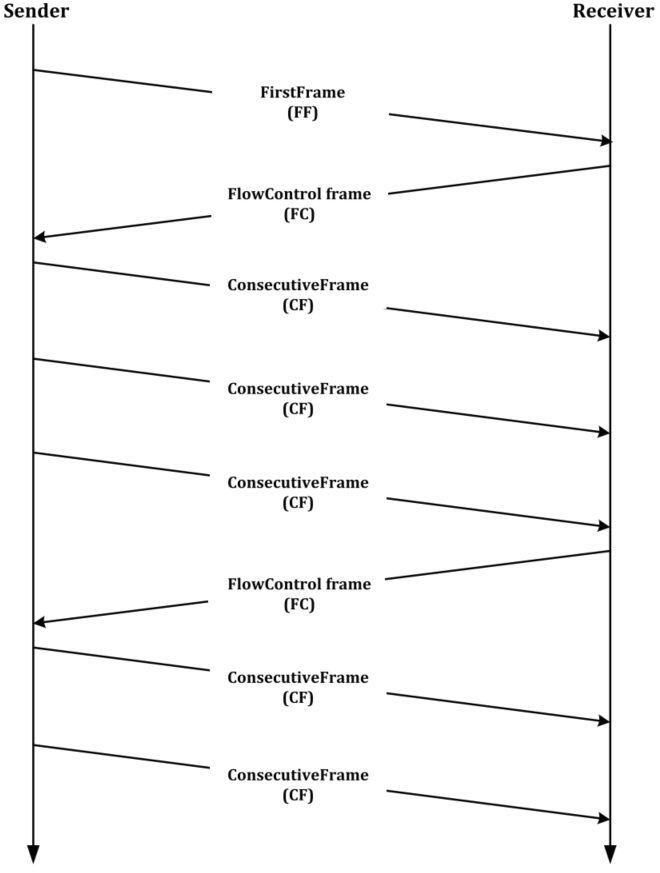 Sender
Receiver
FirstFrame
(FF)
FlowControl frame
(FC)
ConsecutiveFrame
(CF)
ConsecutiveFrame
(CF)
ConsecutiveFrame
(CF)
FlowControl frame
(FC)
ConsecutiveFrame
(CF)
ConsecutiveFrame
(CF)